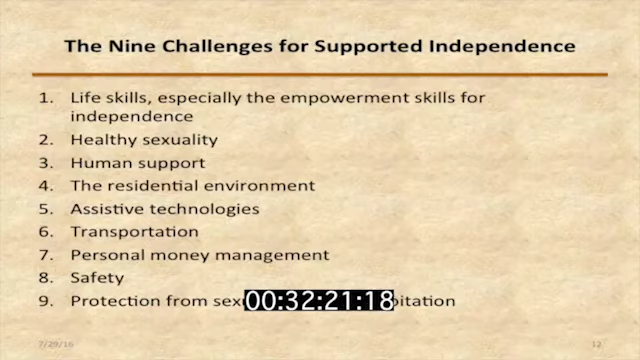 The Nine Challenges for Supported Independence
1. Life skills, especially the empowerment skills for
independence
2. Healthy sexuality
3. Human support
4. The residential environment
5. Assistive technologies
6. Transportation
7. Personal money management
8. Safety
9. Protection from
00:32:21:18
7/29/16
12